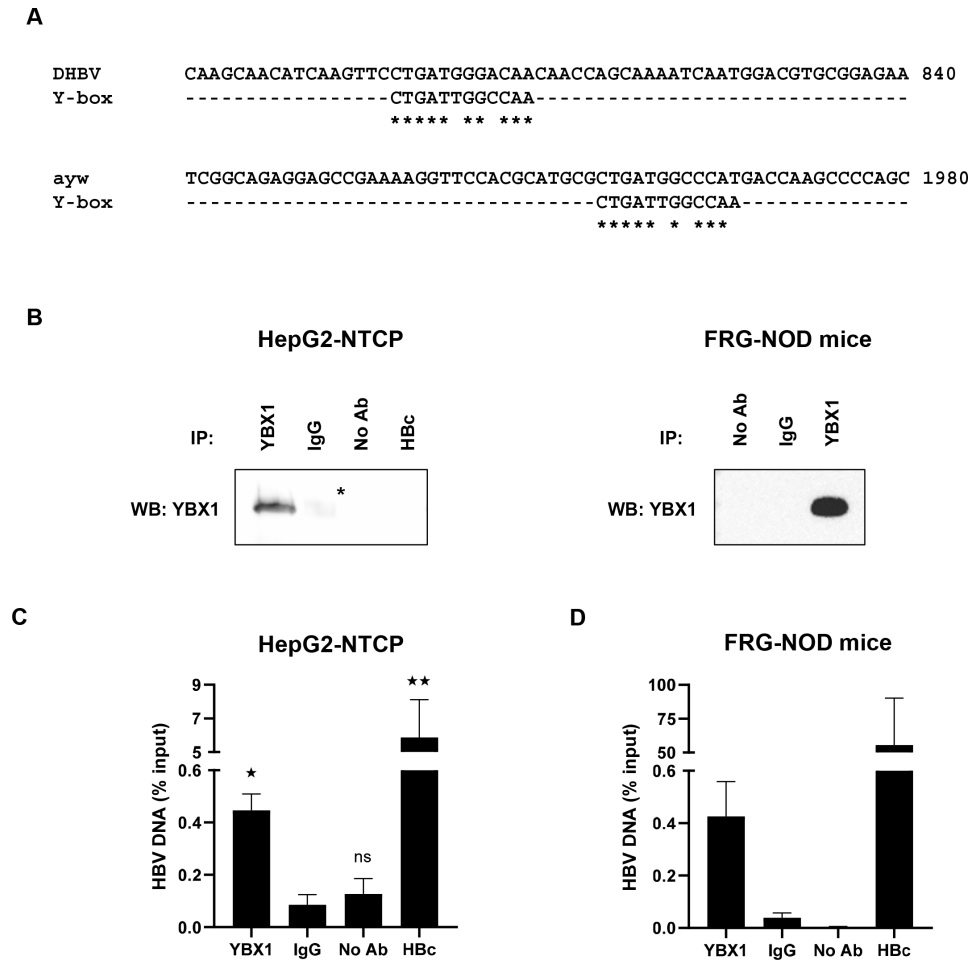 A
DHBV CAAGCAACATCAAGTTCCTGATGGGACAACAACCAGCAAAATCAATGGACGTGCGGAGAA 840
Y-box -----------------CTGATTGGCCAA-------------------------------
***** ** ***
ayw TCGGCAGAGGAGCCGAAAAGGTTCCACGCATGCGCTGATGGCCCATGACCAAGCCCCAGC 1980
Y-box ----------------------------------CTGATTGGCCAA--------------
***** * ***
B
HepG2-NTCP
IP: YBX1 IgG No Ab HBc
WB: YBX1 *
FRG-NOD mice
IP: No Ab IgG YBX1
WB: YBX1
C
HepG2-NTCP
HBV DNA (% input)
9
7
5
0.6
0.4
0.2
0.0
★
ns
★★
YBX1 IgG No Ab HBc
D
FRG-NOD mice
HBV DNA (% input)
100
75
50
0.6
0.4
0.2
0.0
YBX1 IgG No Ab HBc